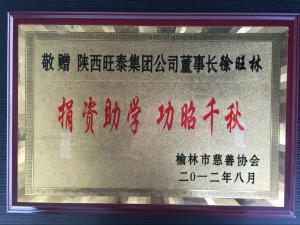 敬赠 陕西旺泰集团公司董事长徐旺林
捐资助学 功昭千秋
榆林市慈善协会
二〇一二年八月